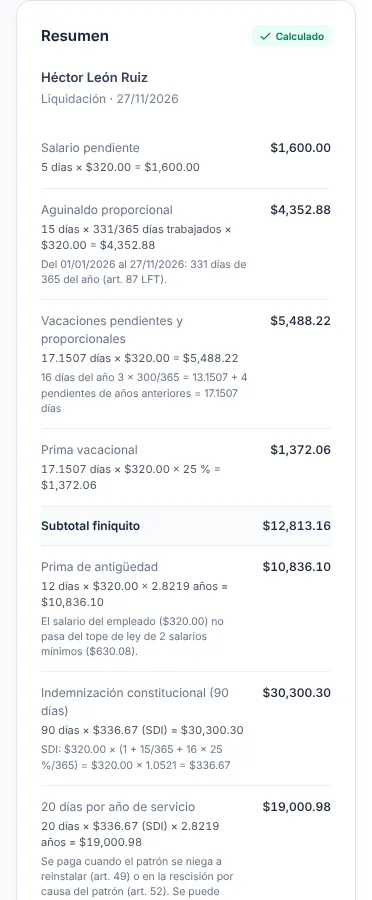 Resumen
Calculado
Héctor León Ruiz
Liquidación · 27/11/2026
Salario pendiente $1,600.00
5 días × $320.00 = $1,600.00
Aguinaldo proporcional $4,352.88
15 días × 331/365 días trabajados ×
$320.00 = $4,352.88
Del 01/01/2026 al 27/11/2026: 331 días de
365 del año (art. 87 LFT).
Vacaciones pendientes y $5,488.22
proporcionales
17.1507 días × $320.00 = $5,488.22
16 días del año 3 × 300/365 = 13.1507 + 4
pendientes de años anteriores = 17.1507
días
Prima vacacional $1,372.06
17.1507 días × $320.00 × 25 % =
$1,372.06
Subtotal finiquito $12,813.16
Prima de antigüedad $10,836.10
12 días × $320.00 × 2.8219 años =
$10,836.10
El salario del empleado ($320.00) no
pasa del tope de ley de 2 salarios
mínimos ($630.08).
Indemnización constitucional (90 $30,300.30
días)
90 días × $336.67 (SDI) = $30,300.30
SDI: $320.00 × (1 + 15/365 + 16 × 25
%/365) = $320.00 × 1.0521 = $336.67
20 días por año de servicio $19,000.98
20 días × $336.67 (SDI) × 2.8219
años = $19,000.98
Se paga cuando el patrón se niega a
reinstalar (art. 49) o en la rescisión por
causa del patrón (art. 52). Se puede